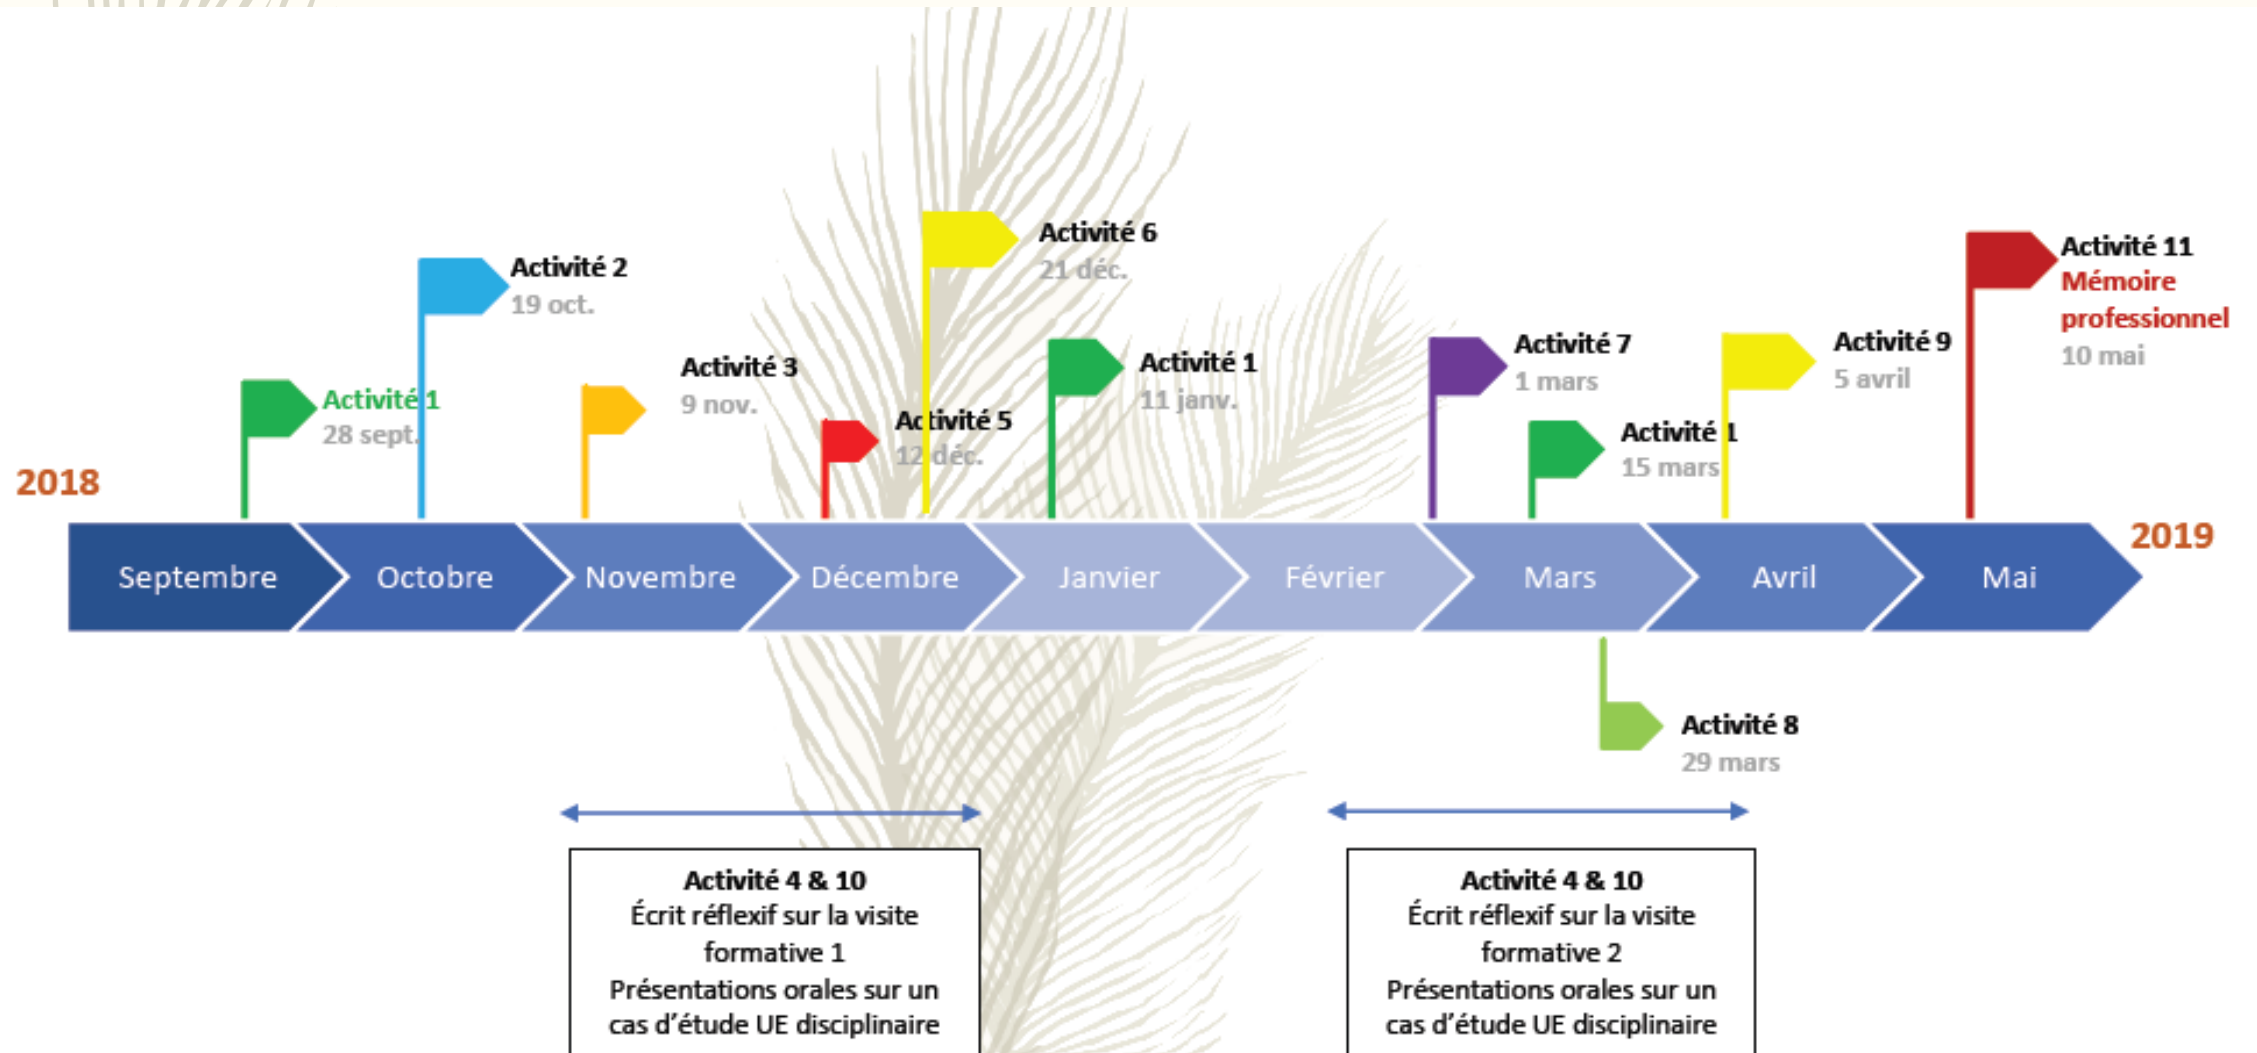 Activité 6
21 déc.
Activité 2
19 oct.
Activité 11
Mémoire
professionnel
10 mai
Activité 3
9 nov.
Activité 1
11 janv.
Activité 7
1 mars
Activité 9
5 avril
Activité 1
28 sept.
Activité 5
12 déc.
Activité 1
15 mars
2018
2019
Septembre
Octobre
Novembre
Décembre
Janvier
Février
Mars
Avril
Mai
Activité 8
29 mars
Activité 4 & 10
Écrit réflexif sur la visite
formative 1
Présentations orales sur un
cas d'étude UE disciplinaire
Activité 4 & 10
Écrit réflexif sur la visite
formative 2
Présentations orales sur un
cas d'étude UE disciplinaire